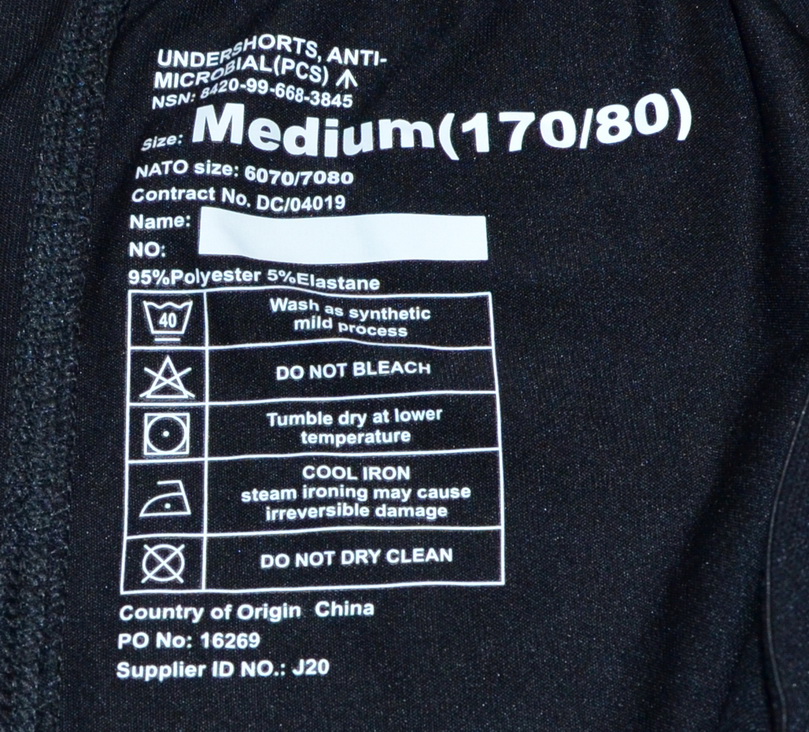 UNDERSHORTS, ANTI-
MICROBIAL(PCS)
NSN: 8420-99-668-3845
Size: Medium(170/80)
NATO size: 6070/7080
Contract No. DC/04019
Name:
NO:
95%Polyester 5%Elastane
40
Wash as synthetic
mild process
DO NOT BLEACH
Tumble dry at lower
temperature
COOL IRON
steam ironing may cause
irreversible damage
DO NOT DRY CLEAN
Country of Origin China
PO No: 16269
Supplier ID NO.: J20